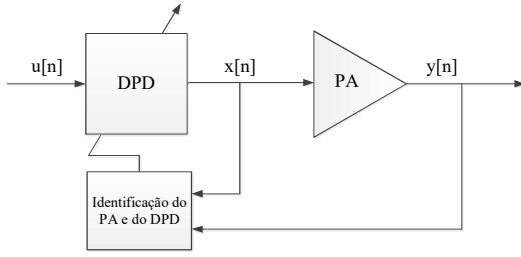 u[n]
DPD
x[n]
PA
y[n]
Identificação do
PA e do DPD